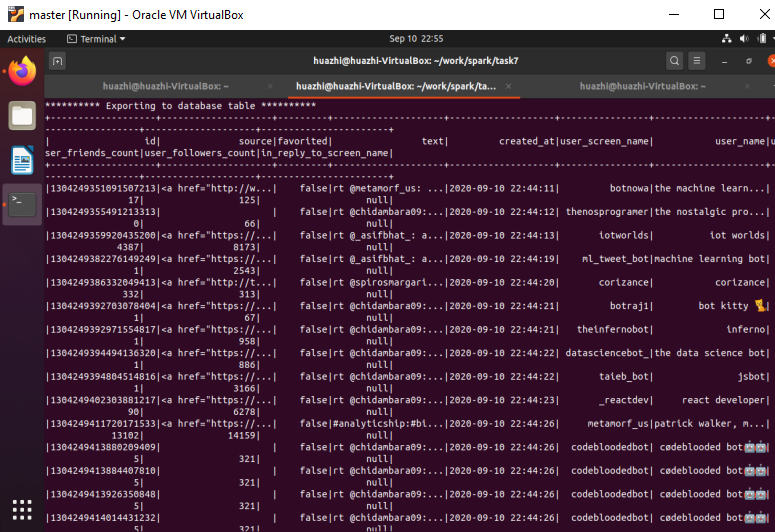 master [Running] - Oracle VM VirtualBox
Activities Terminal Sep 10 22:55
huazhi@huazhi-VirtualBox: ~/work/spark/task7
huazhi@huazhi-VirtualBox: ~ × huazhi@huazhi-VirtualBox: ~/work/spark/ta... × huazhi@huazhi-VirtualBox: ~ ×
********** Exporting to database table **********
+-------------------+--------------------+---------+--------------------+-------------------+----------------+--------------------+--
------------------+--------------------+-----------------------+
| id| source|favorited| text| created_at|user_screen_name| user_name|u
ser_friends_count|user_followers_count|in_reply_to_screen_name|
+-------------------+--------------------+---------+--------------------+-------------------+----------------+--------------------+--
------------------+--------------------+-----------------------+
|1304249351091507213|<a href="http://w...| false|rt @metamorf_us: ...|2020-09-10 22:44:11| botnowa|the machine learn...|
17| 125| null|
|1304249355491213313| | false|rt @chidambara09:...|2020-09-10 22:44:12| thenosprogramer|the nostalgic pro...|
0| 66| null|
|1304249359920435200|<a href="https://...| false|rt @_asifbhat_: a...|2020-09-10 22:44:13| iotworlds| iot worlds|
4387| 8173| null|
|1304249382276149249|<a href="https://...| false|rt @_asifbhat_: a...|2020-09-10 22:44:19| ml_tweet_bot|machine learning bot|
1| 2543| null|
|1304249386332049413|<a href="http://t...| false|rt @spirosmargari...|2020-09-10 22:44:20| corizance| corizance|
332| 313| null|
|1304249392703078404|<a href="https://...| false|rt @chidambara09:...|2020-09-10 22:44:21| botraj1| bot kitty 🐈|
1| 67| null|
|1304249392971554817|<a href="https://...| false|rt @chidambara09:...|2020-09-10 22:44:21| theinfernobot| inferno|
1| 958| null|
|1304249394494136320|<a href="https://...| false|rt @chidambara09:...|2020-09-10 22:44:22| datasciencebot_|the data science bot|
1| 886| null|
|1304249394804514816|<a href="https://...| false|rt @chidambara09:...|2020-09-10 22:44:22| taieb_bot| jsbot|
1| 3166| null|
|1304249402303881217|<a href="https://...| false|rt @chidambara09:...|2020-09-10 22:44:23| _reactdev| react developer|
90| 6278| null|
|1304249411720171533|<a href="https://...| false|#analyticship:#bi...|2020-09-10 22:44:26| metamorf_us|patrick walker, m...|
13102| 14159| null|
|1304249413880209409| | false|rt @chidambara09:...|2020-09-10 22:44:26| codebloodedbot| cødeblooded bot🤖🤖|
5| 321| null|
|1304249413884407810| | false|rt @chidambara09:...|2020-09-10 22:44:26| codebloodedbot| cødeblooded bot🤖🤖|
5| 321| null|
|1304249413926350848| | false|rt @chidambara09:...|2020-09-10 22:44:26| codebloodedbot| cødeblooded bot🤖🤖|
5| 321| null|
|1304249414014431232| | false|rt @chidambara09:...|2020-09-10 22:44:26| codebloodedbot| cødeblooded bot🤖🤖|
5| 321| null|